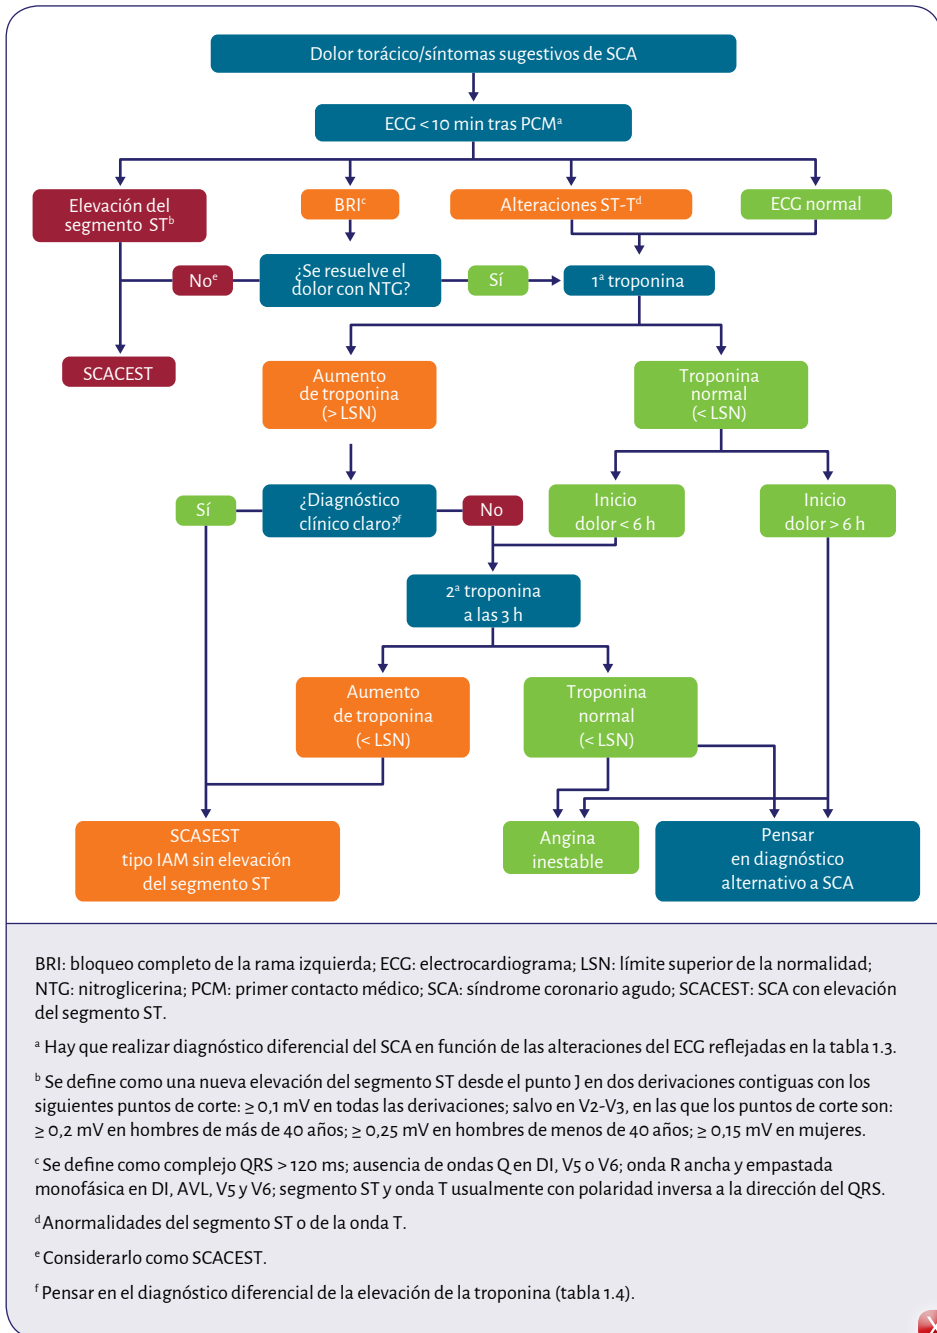 Dolor torácico/síntomas sugestivos de SCA
ECG < 10 min tras PCMᵃ
Elevación del
segmento STᵇ
BRIᶜ
Alteraciones ST-Tᵈ
ECG normal
Noᵉ
¿Se resuelve el
dolor con NTG?
Sí
1ª troponina
SCACEST
Aumento
de troponina
(> LSN)
Troponina
normal
(< LSN)
Sí
¿Diagnóstico
clínico claro?ᶠ
No
Inicio
dolor < 6 h
Inicio
dolor > 6 h
2ª troponina
a las 3 h
Aumento
de troponina
(< LSN)
Troponina
normal
(< LSN)
SCASEST
tipo IAM sin elevación
del segmento ST
Angina
inestable
Pensar
en diagnóstico
alternativo a SCA
BRI: bloqueo completo de la rama izquierda; ECG: electrocardiograma; LSN: límite superior de la normalidad;
NTG: nitroglicerina; PCM: primer contacto médico; SCA: síndrome coronario agudo; SCACEST: SCA con elevación
del segmento ST.
ᵃ Hay que realizar diagnóstico diferencial del SCA en función de las alteraciones del ECG reflejadas en la tabla 1.3.
ᵇ Se define como una nueva elevación del segmento ST desde el punto J en dos derivaciones contiguas con los
siguientes puntos de corte: ≥ 0,1 mV en todas las derivaciones; salvo en V2-V3, en las que los puntos de corte son:
≥ 0,2 mV en hombres de más de 40 años; ≥ 0,25 mV en hombres de menos de 40 años; ≥ 0,15 mV en mujeres.
ᶜ Se define como complejo QRS > 120 ms; ausencia de ondas Q en DI, V5 o V6; onda R ancha y empastada
monofásica en DI, AVL, V5 y V6; segmento ST y onda T usualmente con polaridad inversa a la dirección del QRS.
ᵈ Anormalidades del segmento ST o de la onda T.
ᵉ Considerarlo como SCACEST.
ᶠ Pensar en el diagnóstico diferencial de la elevación de la troponina (tabla 1.4).